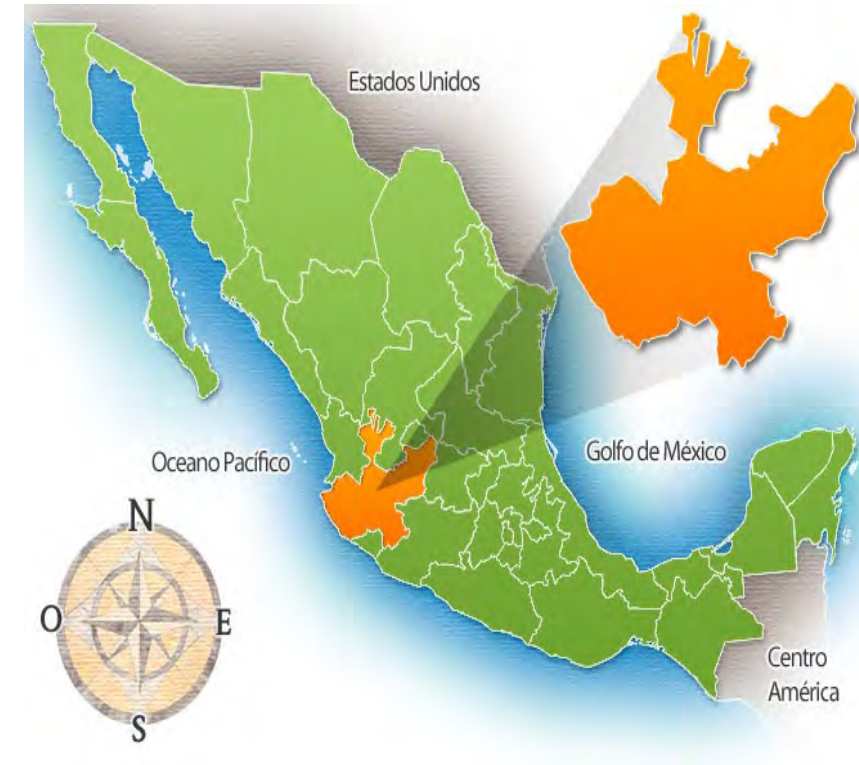 Estados Unidos
Golfo de México
Oceano Pacífico
N
O
E
S
Centro
América